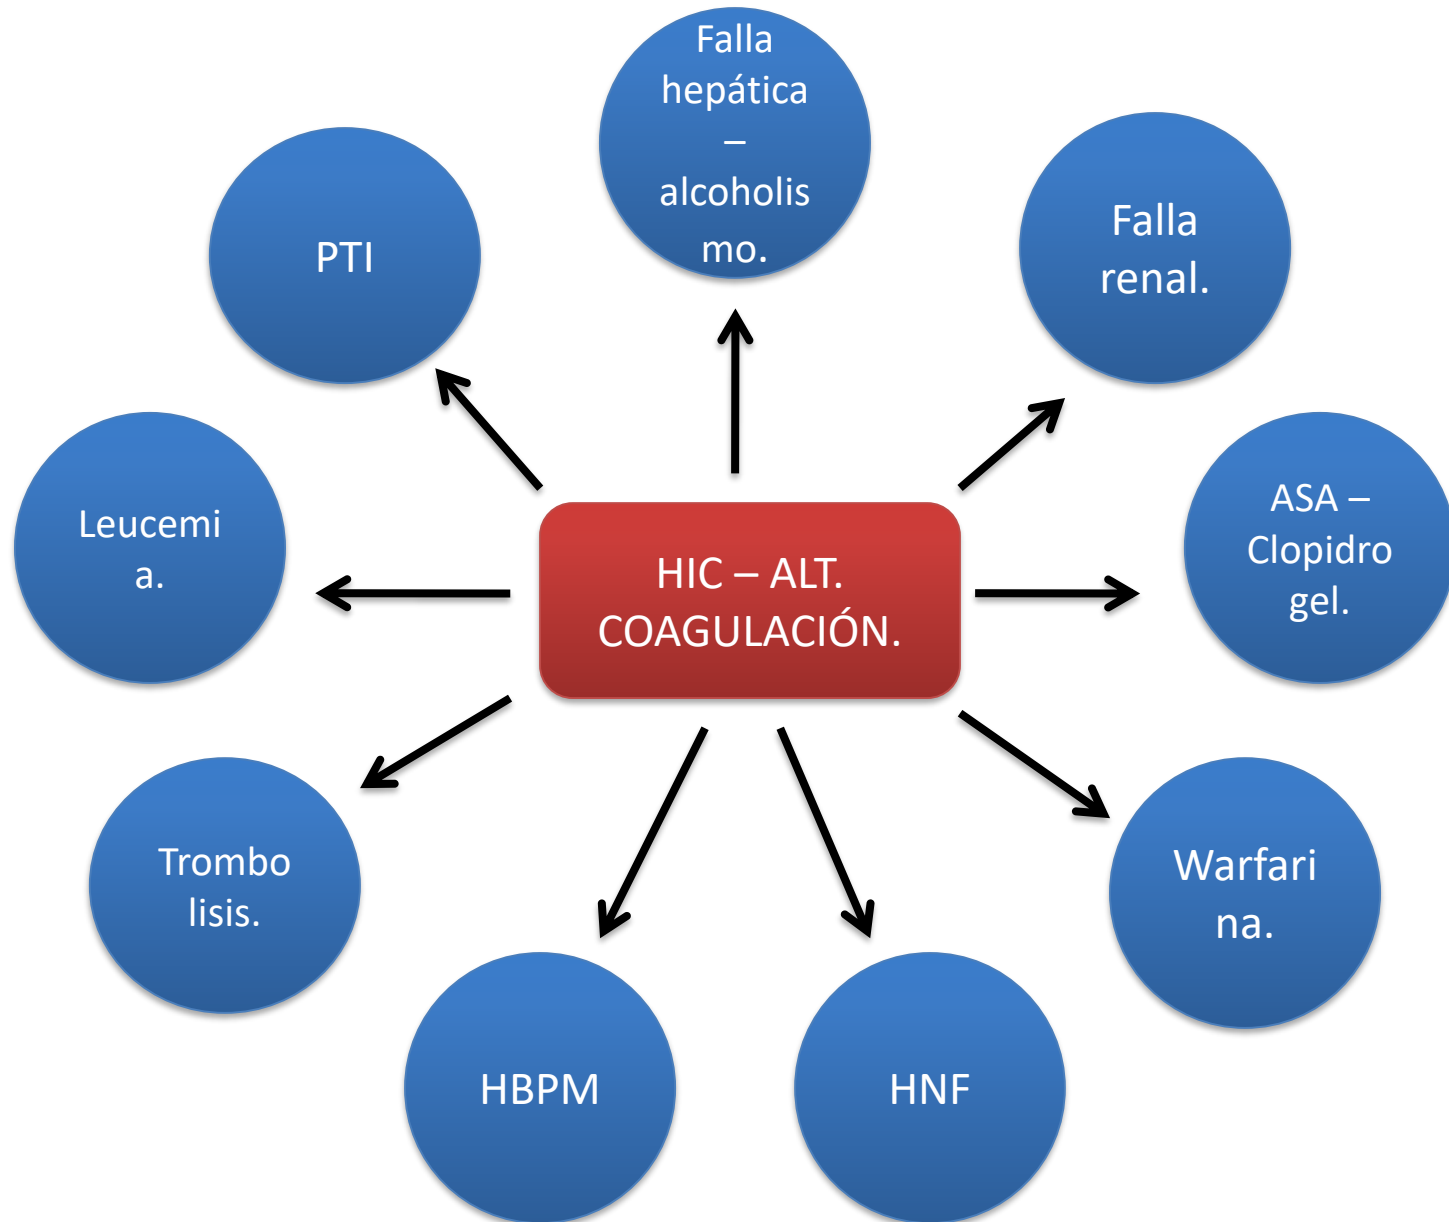 Falla
hepática
–
alcoholis
mo.
Falla
renal.
PTI
ASA –
Clopidro
gel.
Leucemi
a.
HIC – ALT.
COAGULACIÓN.
Warfari
na.
Trombo
lisis.
HBPM
HNF